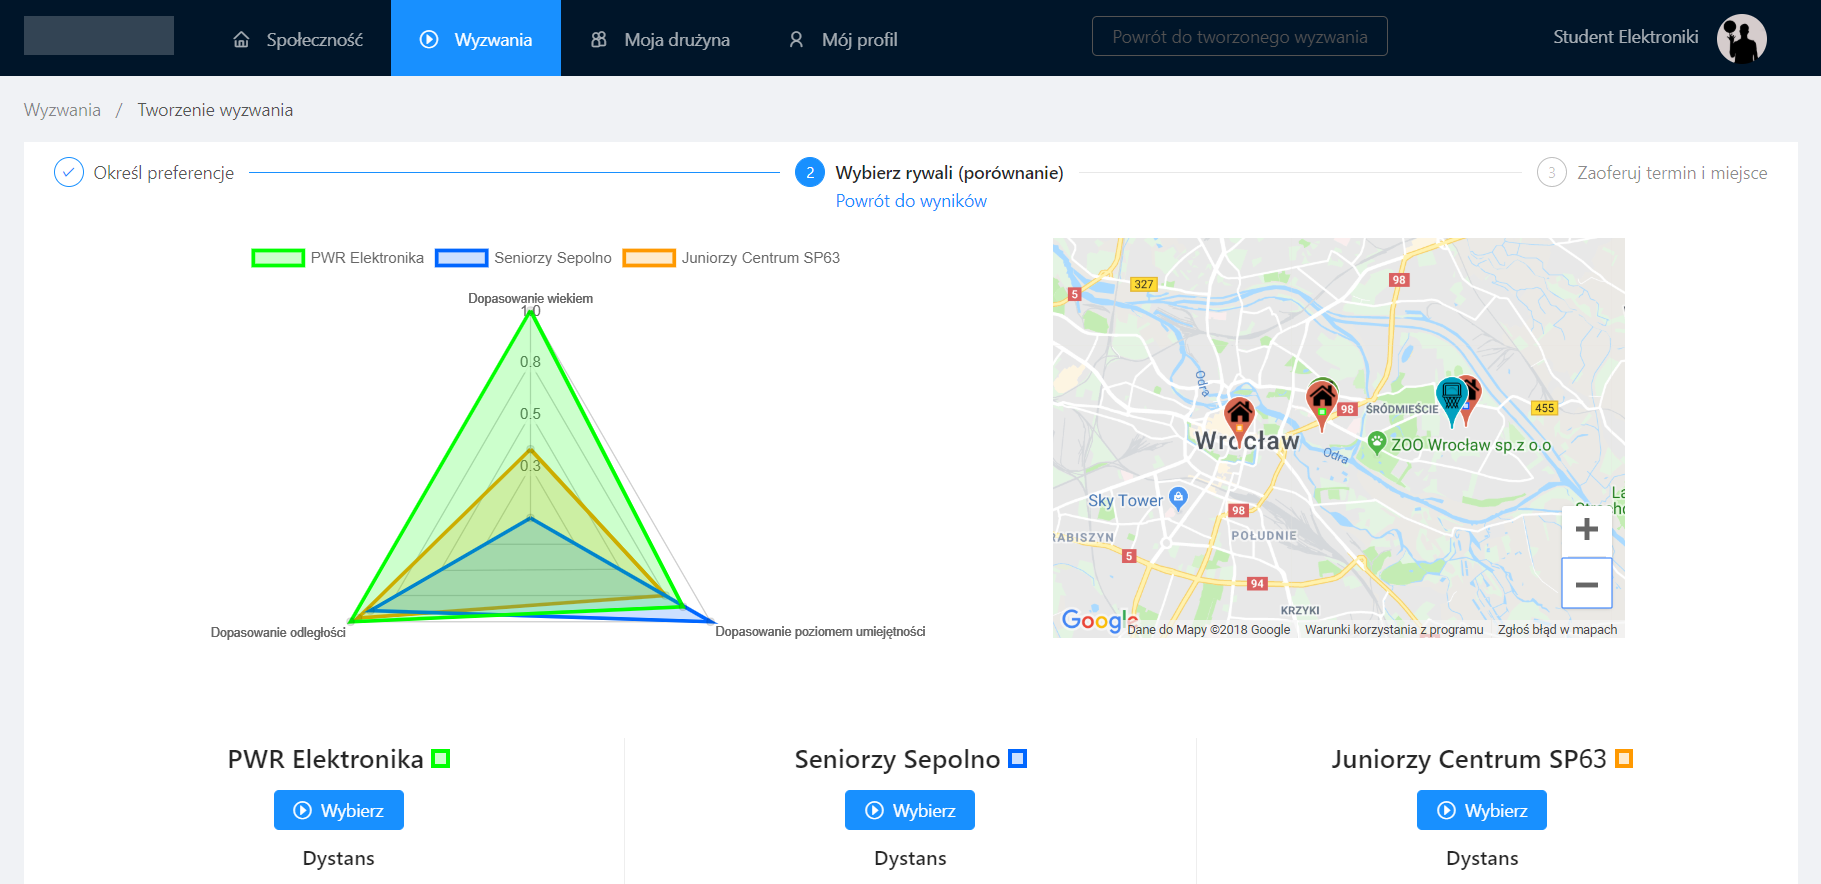 Społeczność
Wyzwania
Moja drużyna
Mój profil
Powrót do tworzonego wyzwania
Student Elektroniki
Wyzwania / Tworzenie wyzwania
Określ preferencje
2 Wybierz rywali (porównanie)
Powrót do wyników
3 Zaoferuj termin i miejsce
PWR Elektronika
Seniorzy Sepolno
Juniorzy Centrum SP63
Dopasowanie wiekiem
1.0
0.8
0.5
0.3
Dopasowanie odległości
Dopasowanie poziomem umiejętności
98
327
5
Odra
98
ŚRÓDMIEŚCIE
455
Wrocław
ZOO Wrocław sp.z o.o
Odra
Sky Tower
98
RABISZYN
POŁUDNIE
5
94
KRZYKI
Google
Dane do Mapy ©2018 Google
Warunki korzystania z programu
Zgłoś błąd w mapach
PWR Elektronika
Wybierz
Dystans
Seniorzy Sepolno
Wybierz
Dystans
Juniorzy Centrum SP63
Wybierz
Dystans